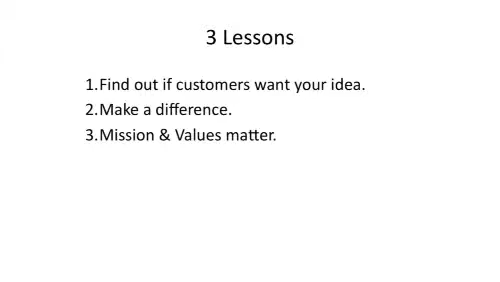 3 Lessons
1.Find out if customers want your idea.
2.Make a difference.
3.Mission & Values matter.